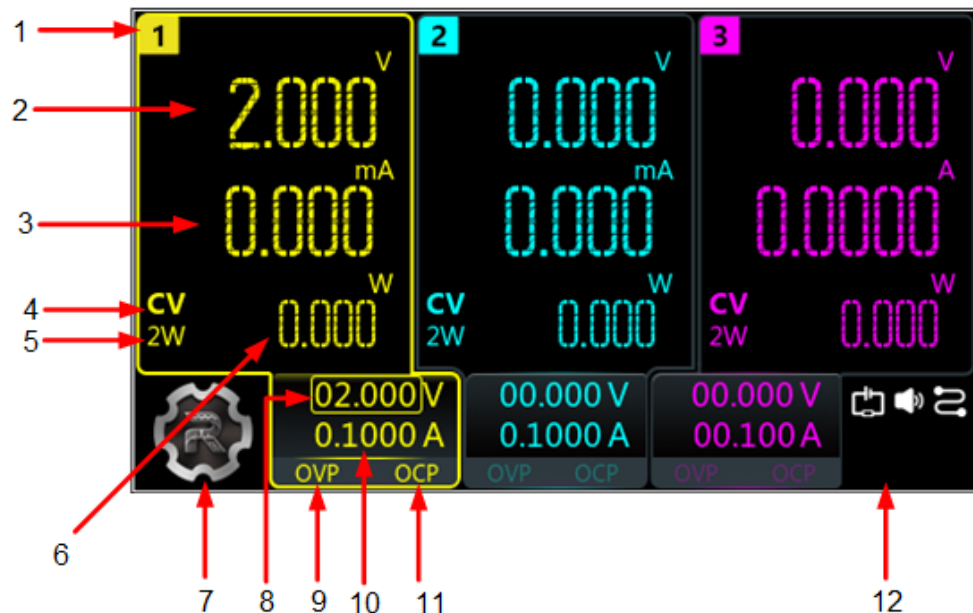 1 1 2 3
V V V
2 2.000 0.000 0.000
mA mA A
3 0.000 0.000 0.0000
W W W
4 CV CV CV
5 2W 0.000 2W 0.000 2W 0.000
02.000 V 00.000 V 00.000 V
R 0.1000 A 0.1000 A 00.100 A
OVP OCP OVP OCP OVP OCP
6 7 8 9 10 11 12